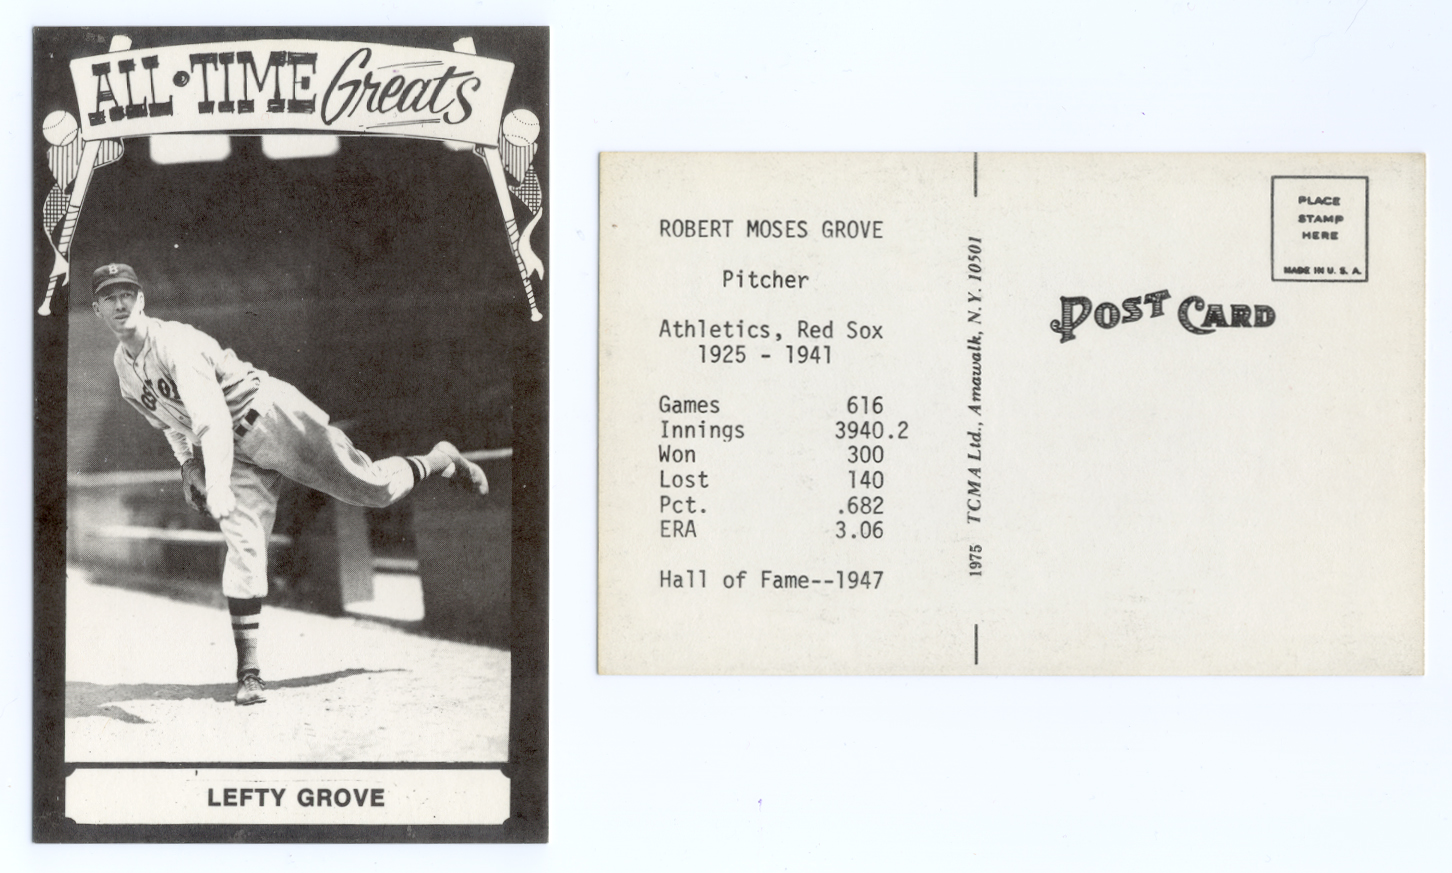 ALL·TIME Greats
B
LEFTY GROVE
ROBERT MOSES GROVE
Pitcher
Athletics, Red Sox
1925 - 1941
Games 616
Innings 3940.2
Won 300
Lost 140
Pct. .682
ERA 3.06
Hall of Fame--1947
1975 TCMA Ltd., Amawalk, N.Y. 10501
PLACE
STAMP
HERE
MADE IN U. S. A.
POST CARD